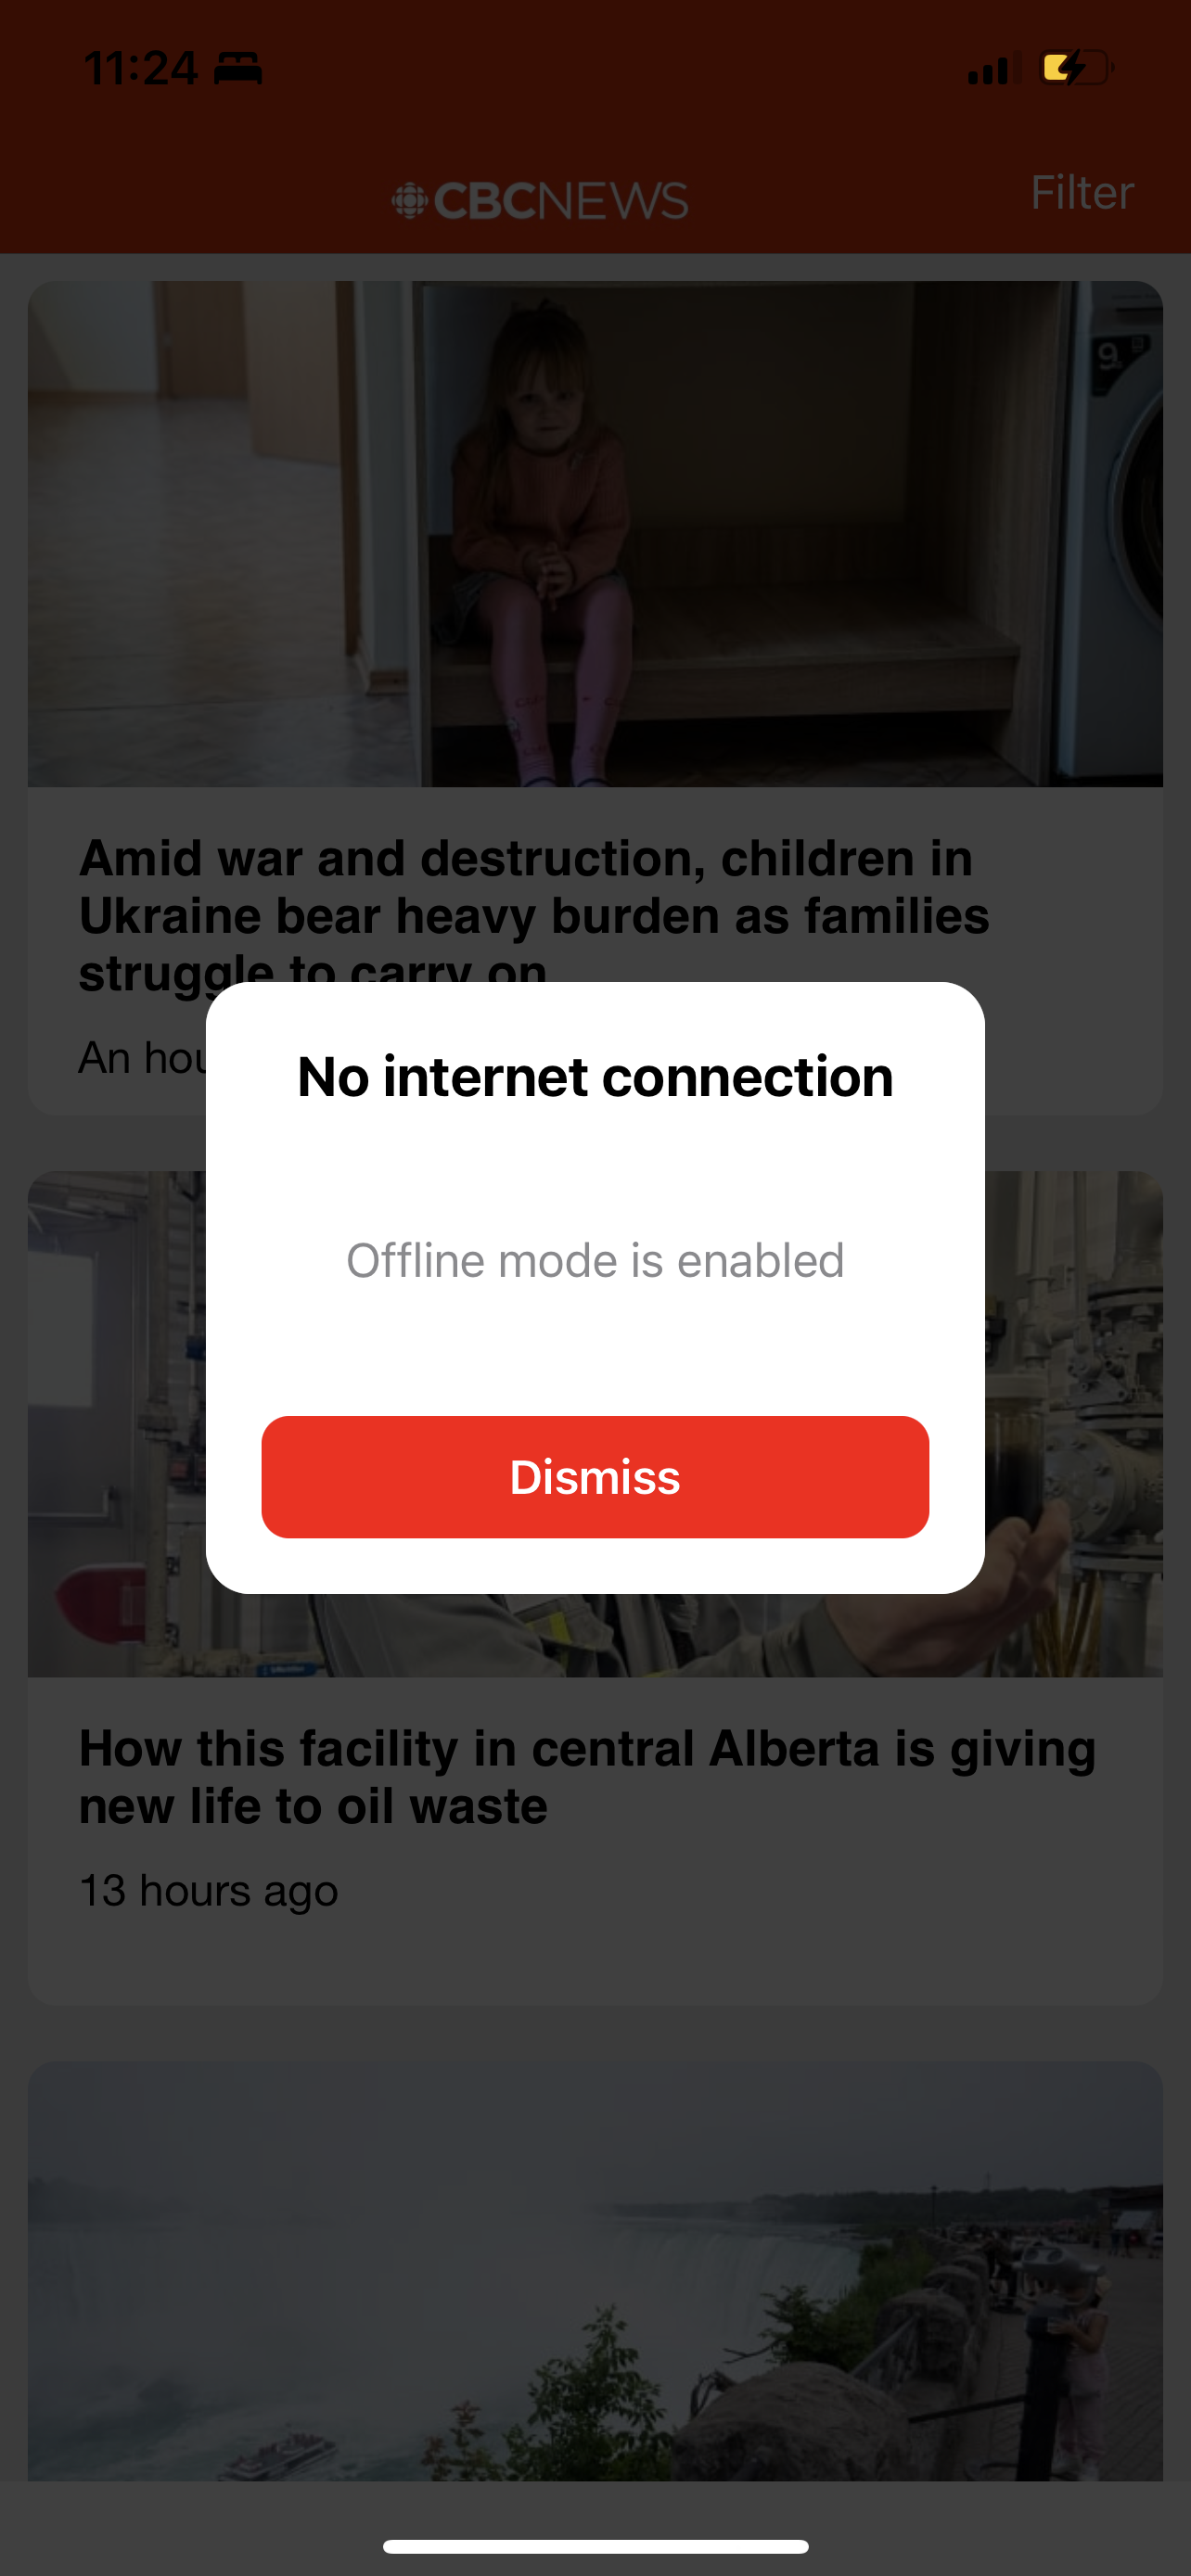 11:24
CBCNEWS
Filter
9
Amid war and destruction, children in
Ukraine bear heavy burden as families
struggle to carry on
An hou
No internet connection
Offline mode is enabled
Dismiss
How this facility in central Alberta is giving
new life to oil waste
13 hours ago